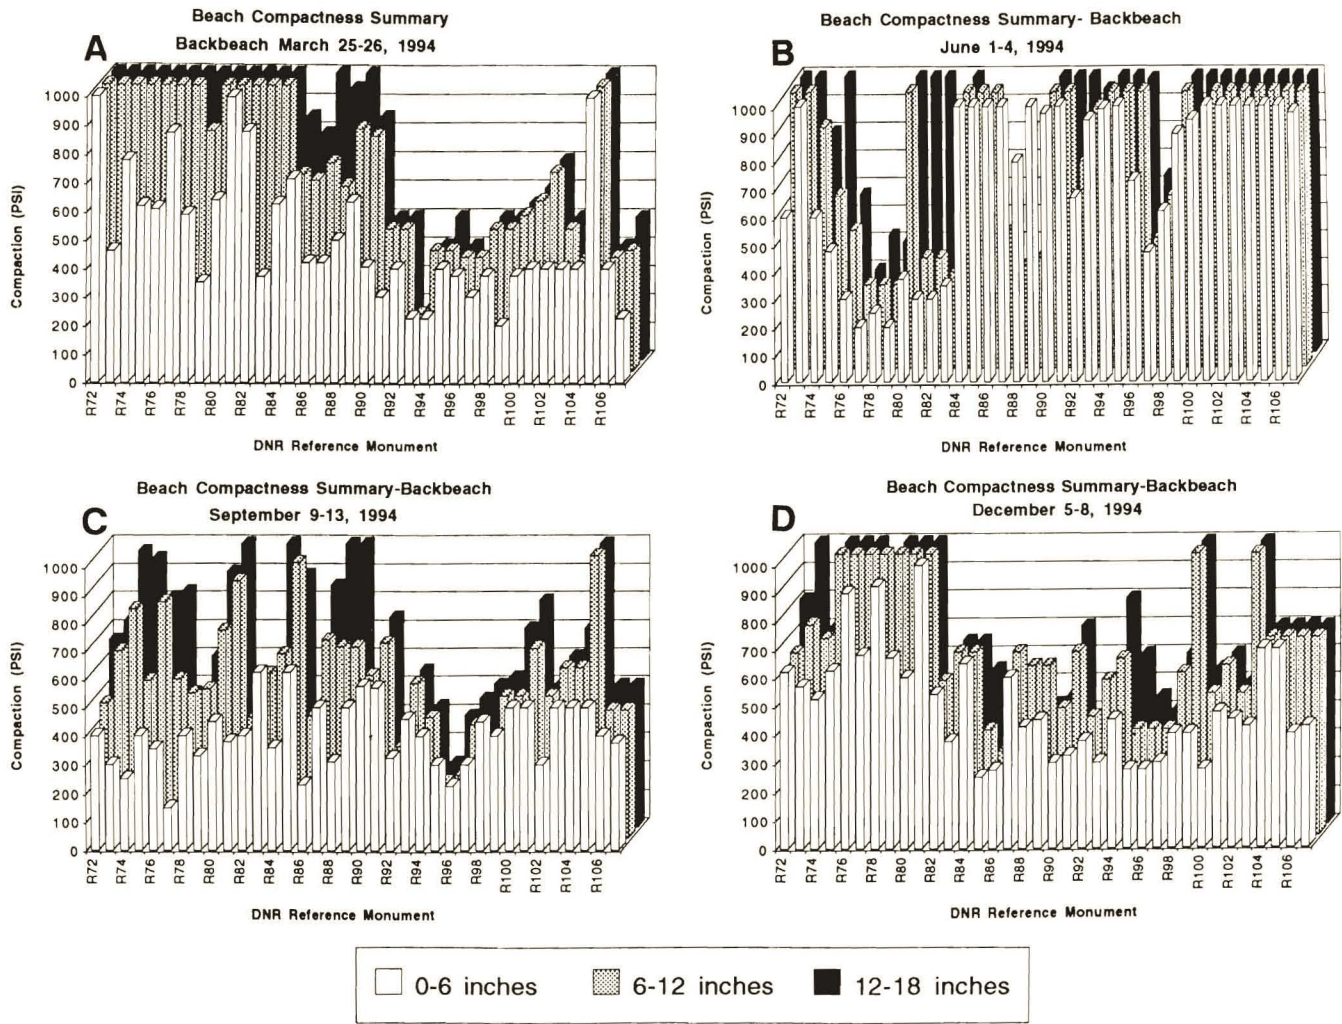 Beach Compactness Summary
A
Backbeach March 25-26, 1994
Compaction (PSI)
1000
900
800
700
600
500
400
300
200
100
0
R72
R74
R76
R78
R80
R82
R84
R86
R88
R90
R92
R94
R96
R98
R100
R102
R104
R106
DNR Reference Monument
Beach Compactness Summary- Backbeach
B
June 1-4, 1994
Compaction (PSI)
1000
900
800
700
600
500
400
300
200
100
0
R72
R74
R76
R78
R80
R82
R84
R86
R88
R90
R92
R94
R96
R98
R100
R102
R104
R106
DNR Reference Monument
Beach Compactness Summary-Backbeach
C
September 9-13, 1994
Compaction (PSI)
1000
900
800
700
600
500
400
300
200
100
0
R72
R74
R76
R78
R80
R82
R84
R86
R88
R90
R92
R94
R96
R98
R100
R102
R104
R106
DNR Reference Monument
Beach Compactness Summary-Backbeach
D
December 5-8, 1994
Compaction (PSI)
1000
900
800
700
600
500
400
300
200
100
0
R72
R74
R76
R78
R80
R82
R84
R86
R88
R90
R92
R94
R96
R98
R100
R102
R104
R106
DNR Reference Monument
0-6 inches
6-12 inches
12-18 inches